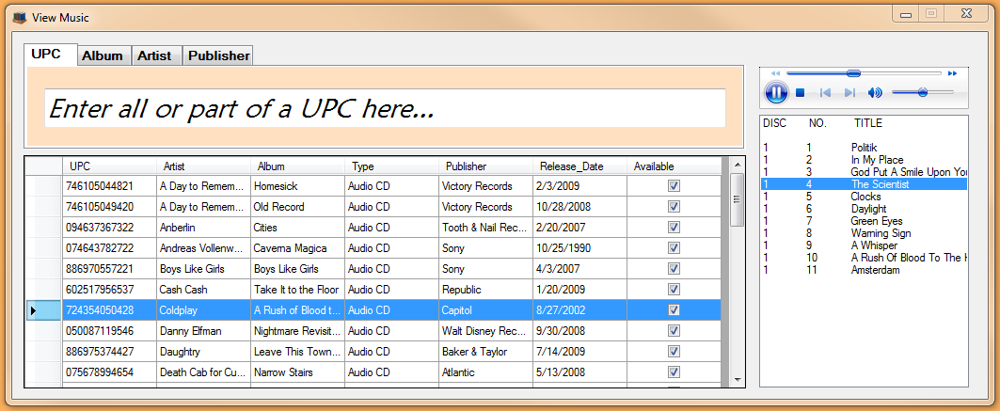 View Music
UPC Album Artist Publisher
Enter all or part of a UPC here...
UPC Artist Album Type Publisher Release_Date Available
746105044821 A Day to Remem... Homesick Audio CD Victory Records 2/3/2009
746105049420 A Day to Remem... Old Record Audio CD Victory Records 10/28/2008
094637367322 Anberlin Cities Audio CD Tooth & Nail Rec... 2/20/2007
074643782722 Andreas Vollenw... Caverna Magica Audio CD Sony 10/25/1990
886970557221 Boys Like Girls Boys Like Girls Audio CD Sony 4/3/2007
602517956537 Cash Cash Take It to the Floor Audio CD Republic 1/20/2009
724354050428 Coldplay A Rush of Blood t... Audio CD Capitol 8/27/2002
050087119546 Danny Elfman Nightmare Revisit... Audio CD Walt Disney Rec... 9/30/2008
886975374427 Daughtry Leave This Town... Audio CD Baker & Taylor 7/14/2009
075678994654 Death Cab for Cu... Narrow Stairs Audio CD Atlantic 5/13/2008
DISC NO. TITLE
1 1 Politik
1 2 In My Place
1 3 God Put A Smile Upon You
1 4 The Scientist
1 5 Clocks
1 6 Daylight
1 7 Green Eyes
1 8 Warning Sign
1 9 A Whisper
1 10 A Rush Of Blood To The H
1 11 Amsterdam